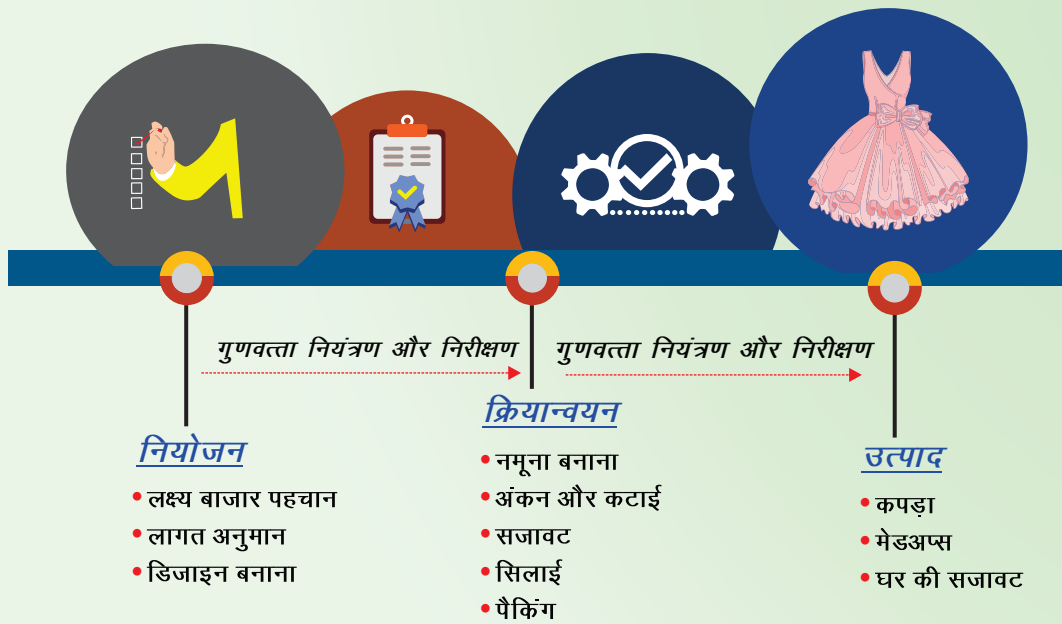 गुणवत्ता नियंत्रण और निरीक्षण
गुणवत्ता नियंत्रण और निरीक्षण
नियोजन
• लक्ष्य बाजार पहचान
• लागत अनुमान
• डिजाइन बनाना
क्रियान्वयन
• नमूना बनाना
• अंकन और कटाई
• सजावट
• सिलाई
• पैकिंग
उत्पाद
• कपड़ा
• मेडअप्स
• घर की सजावट